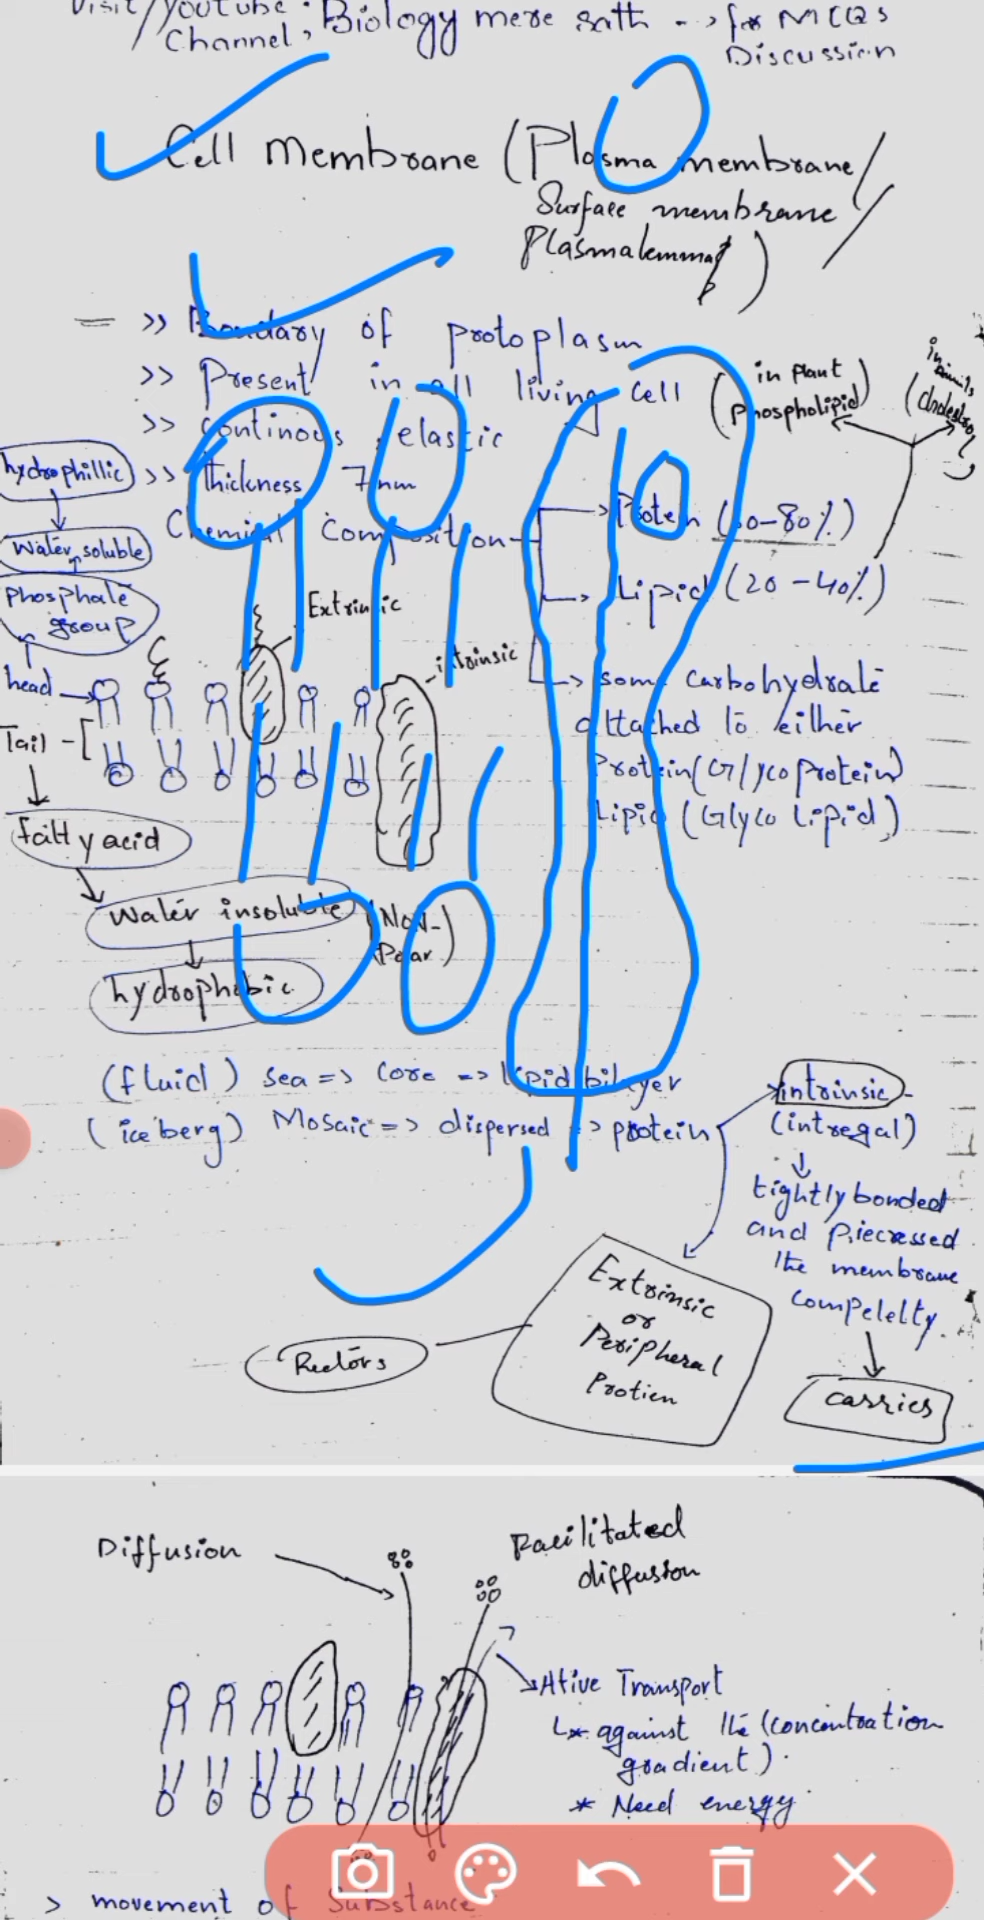 Visit/Youtube:
Channel, Biology mere sath --> for MCQs
Discussion
Cell Membrane (Plasma membrane/
Surface membrane/
Plasmalemma)
>> Boundary of protoplasm
>> Present in all living cell
>> continous, elastic
>> thickness 7nm
Chemical composition
Protein (60-80%)
Lipid (20-40%)
(in Plant
phospholipid)
(in animals
cholesterol)
some carbohydrate
attached to either
Protein (Glycoprotein)
Lipid (Glyco Lipid)
hydrophillic
Water soluble
Phosphate
group
head
Tail
fatty acid
Water insoluble
(Non-
Polar)
hydrophobic
Extrinsic
intrinsic
(fluid) sea => core => lipid bilayer
(iceberg) Mosaic => dispersed => protein
intrinsic
(intregal)
tightly bonded
and Piecressed
the membrane
compelelty
carries
Extrinsic
or
Peripheral
Protien
Rectors
Diffusion
Facilitated
diffusion
Ative Transport
* against the (concentration
gradient).
* Need energy.
> movement of Substance